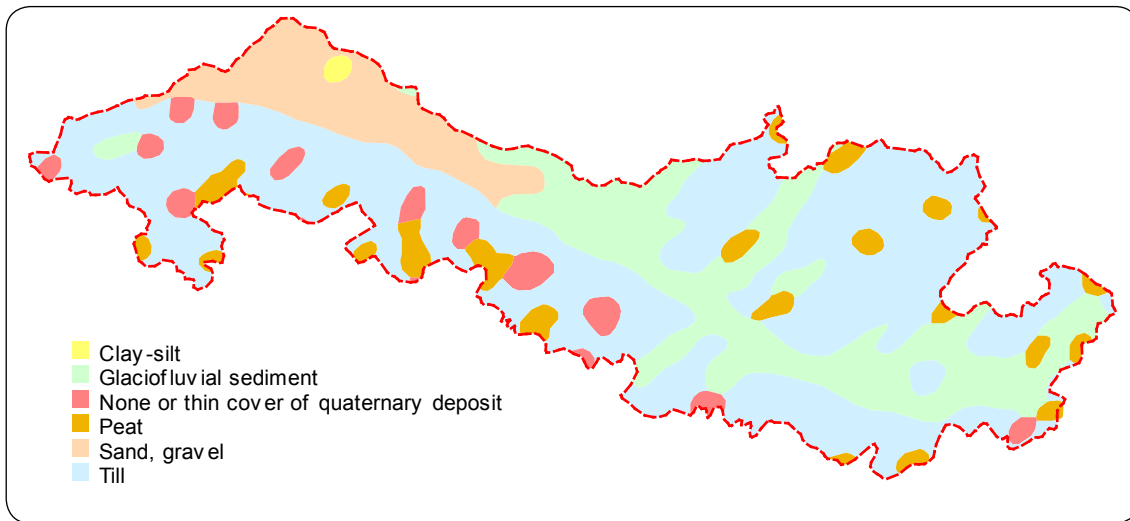 Clay-silt
Glaciofluvial sediment
None or thin cover of quaternary deposit
Peat
Sand, gravel
Till